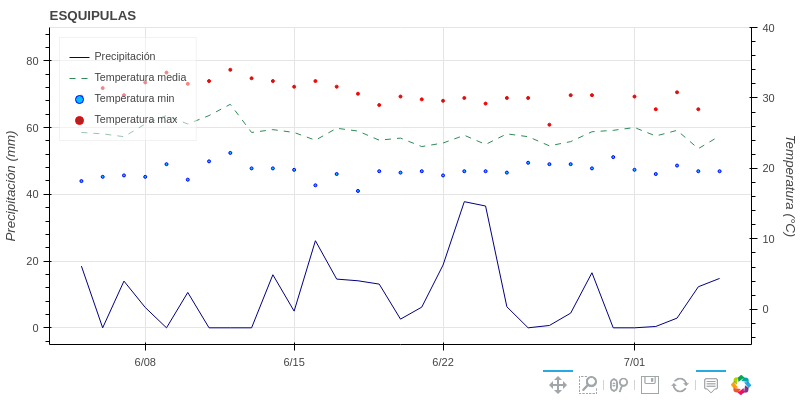 ESQUIPULAS
Precipitación
Temperatura media
Temperatura min
Temperatura max
Precipitación (mm)
80
60
40
20
0
Temperatura (°C)
40
30
20
10
0
6/08
6/15
6/22
7/01